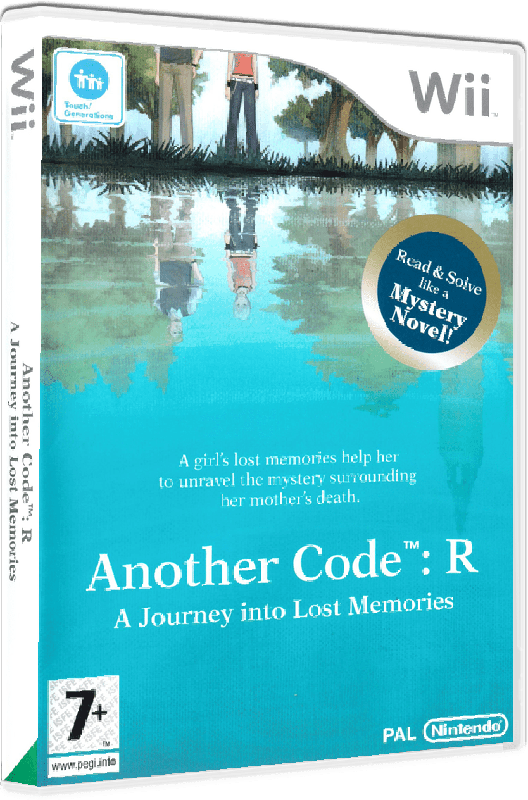 Wii
Another Code™: R
A Journey into Lost Memories
Touch!
Generations
Wii™
Read & Solve
like a
Mystery
Novel!
A girl's lost memories help her
to unravel the mystery surrounding
her mother's death.
Another Code™: R
A Journey into Lost Memories
7+
™
www.pegi.info
PAL Nintendo®